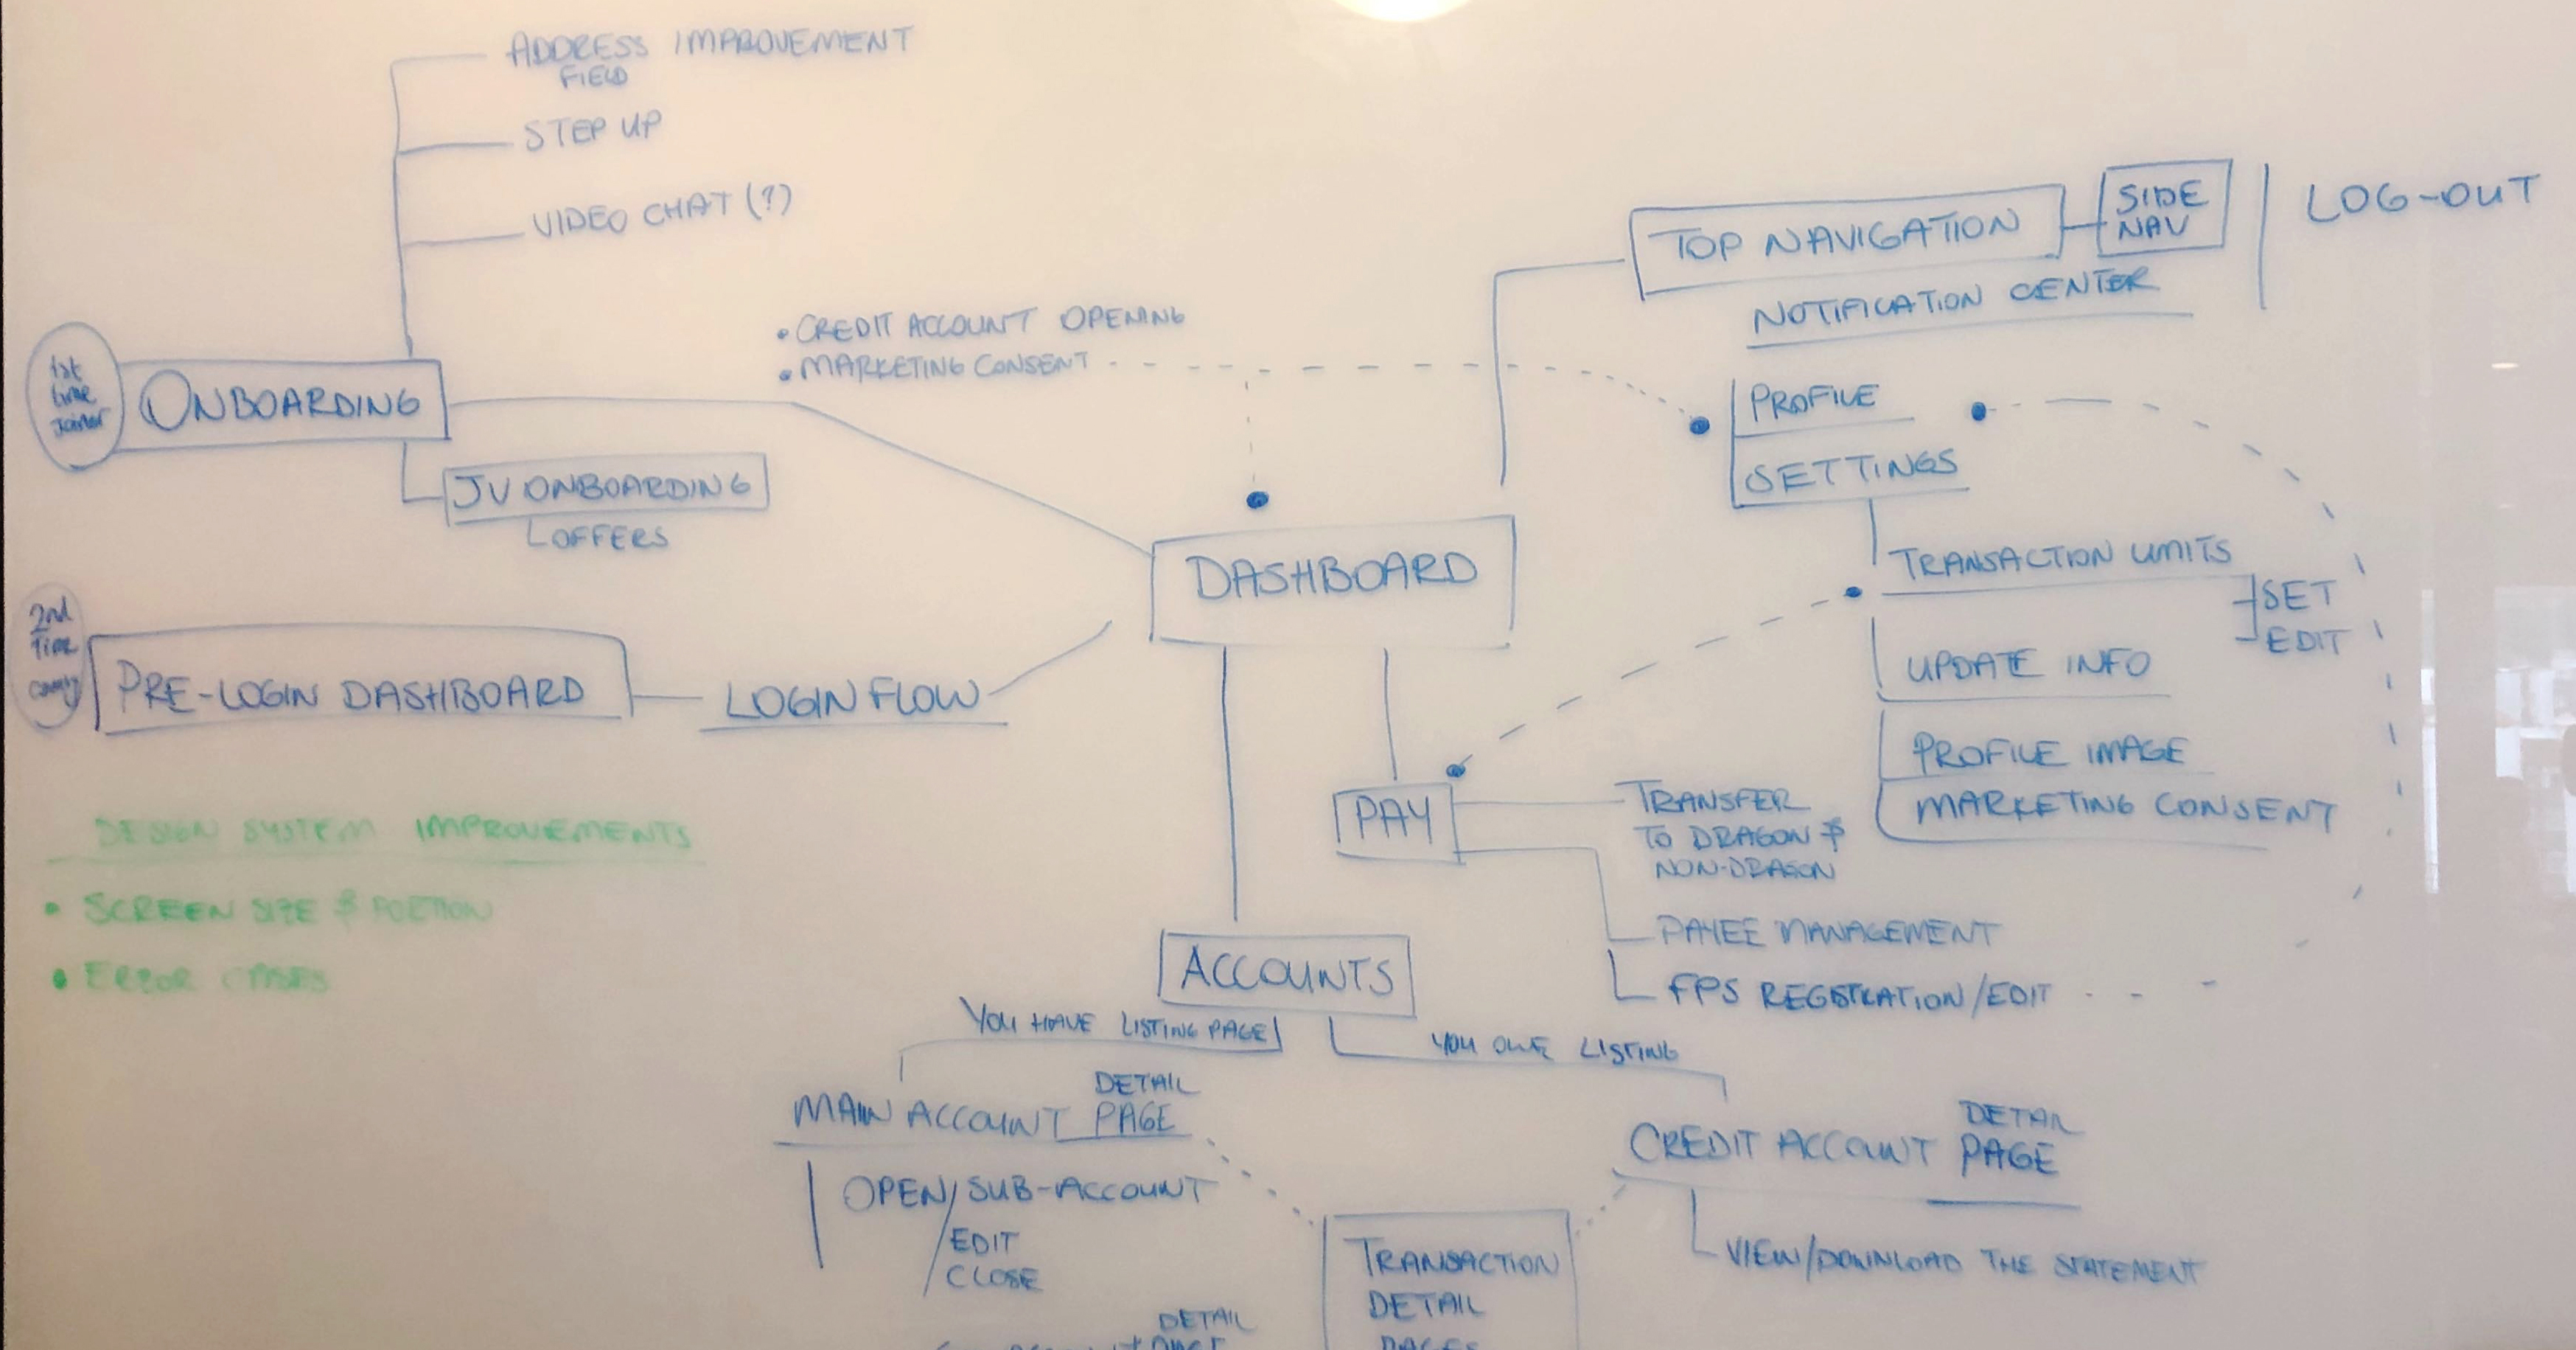 ADDRESS IMPROVEMENT
FIELD
STEP UP
VIDEO CHAT (?)
1st
time
joiner
ONBOARDING
• CREDIT ACCOUNT OPENING
• MARKETING CONSENT
JV ONBOARDING
OFFERS
2nd
Time
PRE-LOGIN DASHBOARD
LOGIN FLOW
DASHBOARD
TOP NAVIGATION
SIDE
NAV
LOG-OUT
NOTIFICATION CENTER
PROFILE
SETTINGS
TRANSACTION LIMITS
SET
EDIT
UPDATE INFO
PROFILE IMAGE
MARKETING CONSENT
PAY
TRANSFER
TO DRAGON &
NON-DRAGON
PAYEE MANAGEMENT
FPS REGISTRATION/EDIT
DESIGN SYSTEM IMPROVEMENTS
• SCREEN SIZE &
• ERROR CASES
ACCOUNTS
YOU HAVE LISTING PAGE
YOU OWE LISTING
MAIN ACCOUNT DETAIL
PAGE
OPEN/SUB-ACCOUNT
EDIT
CLOSE
CREDIT ACCOUNT DETAIL
PAGE
VIEW/DOWNLOAD THE STATEMENT
TRANSACTION
DETAIL
PAGES
DETAIL